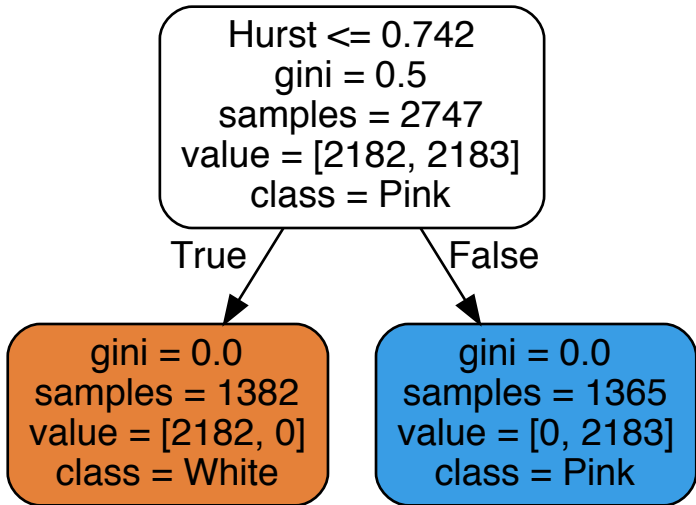 Hurst <= 0.742
gini = 0.5
samples = 2747
value = [2182, 2183]
class = Pink
True
False
gini = 0.0
samples = 1382
value = [2182, 0]
class = White
gini = 0.0
samples = 1365
value = [0, 2183]
class = Pink